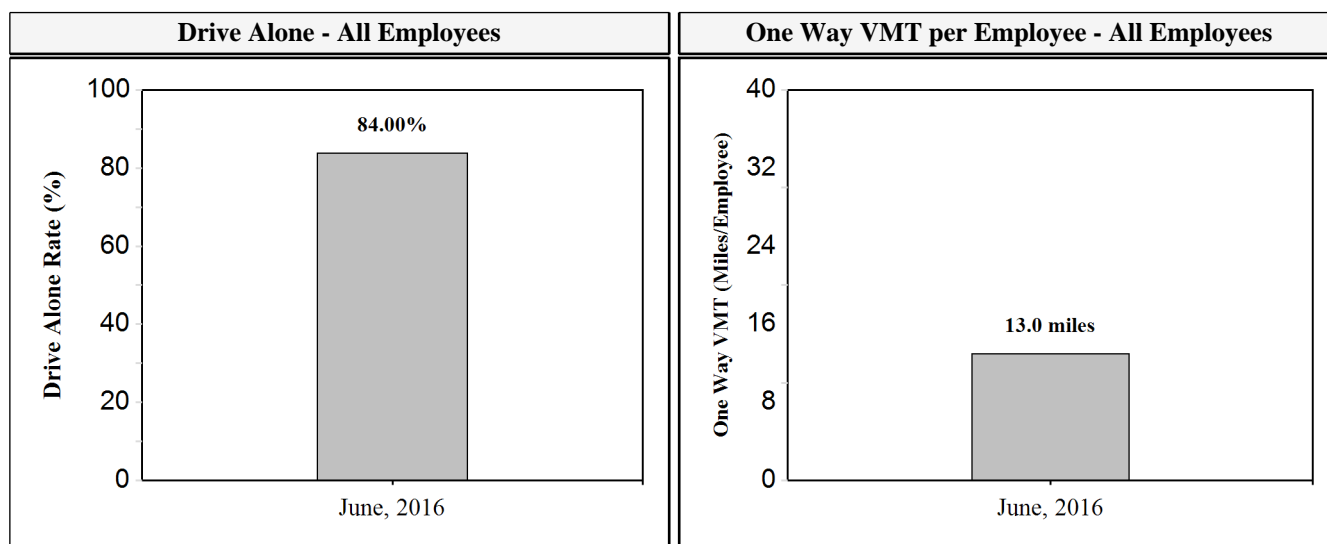 Drive Alone - All Employees
One Way VMT per Employee - All Employees
Drive Alone Rate (%)
100
80
60
40
20
0
84.00%
June, 2016
One Way VMT (Miles/Employee)
40
32
24
16
8
0
13.0 miles
June, 2016